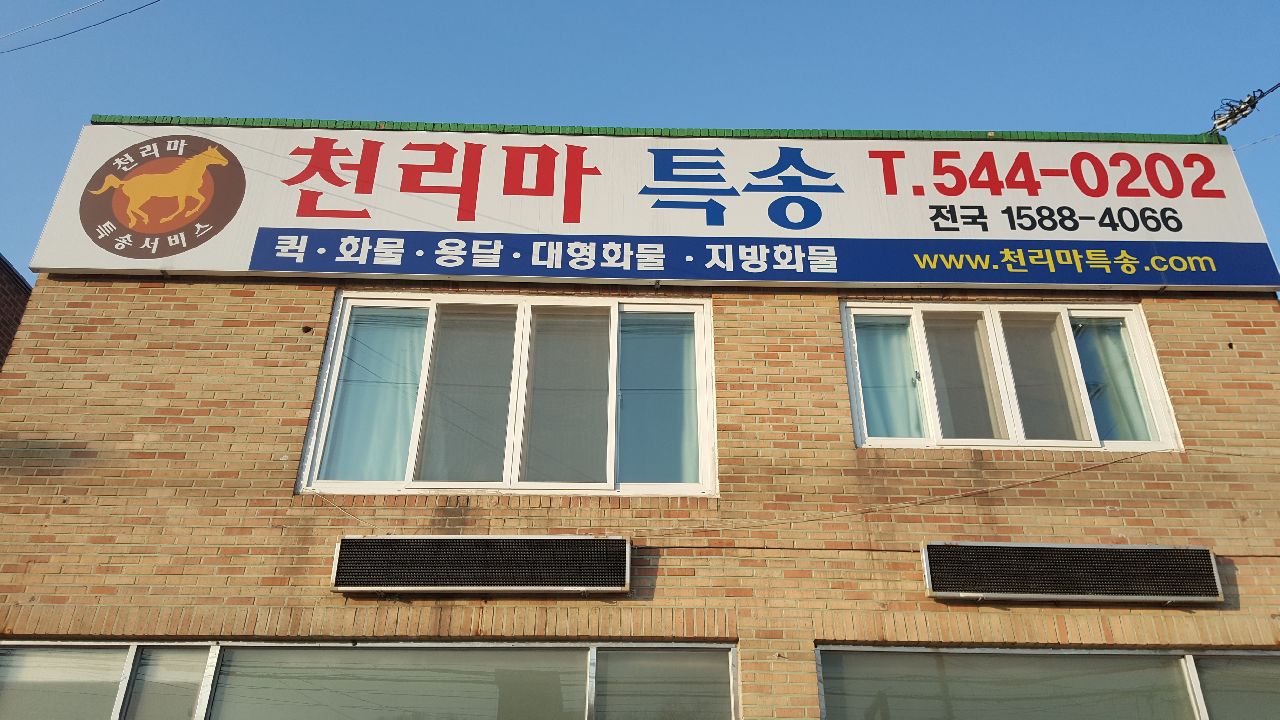 천리마
특송서비스
천리마 특송 T.544-0202
전국 1588-4066
퀵·화물·용달·대형화물·지방화물 www.천리마특송.com